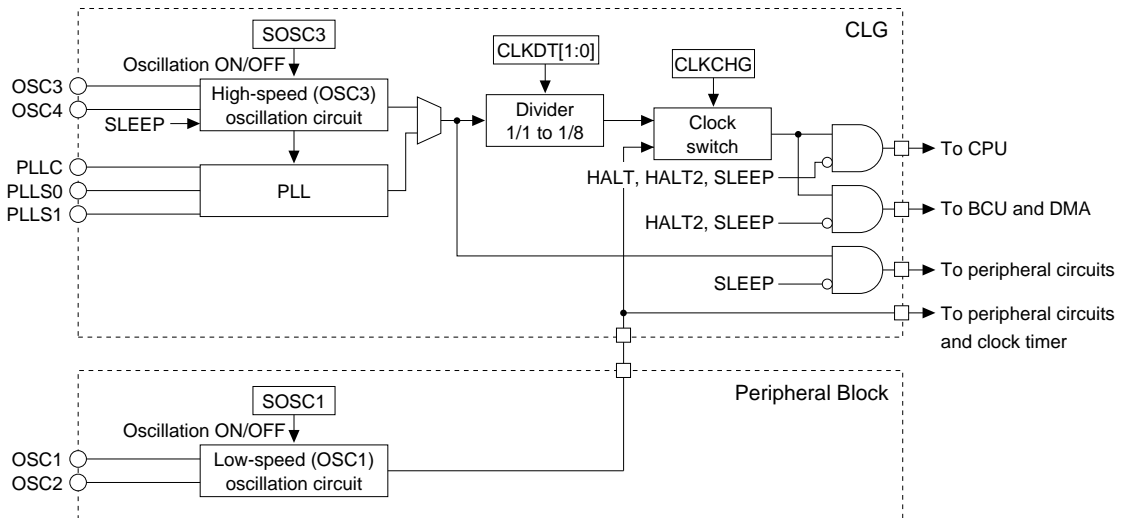 CLG
SOSC3
Oscillation ON/OFF
CLKDT[1:0]
CLKCHG
OSC3
OSC4
SLEEP
High-speed (OSC3)
oscillation circuit
Divider
1/1 to 1/8
Clock
switch
To CPU
PLLC
PLLS0
PLLS1
PLL
HALT, HALT2, SLEEP
HALT2, SLEEP
To BCU and DMA
SLEEP
To peripheral circuits
To peripheral circuits
and clock timer
Peripheral Block
SOSC1
Oscillation ON/OFF
OSC1
OSC2
Low-speed (OSC1)
oscillation circuit